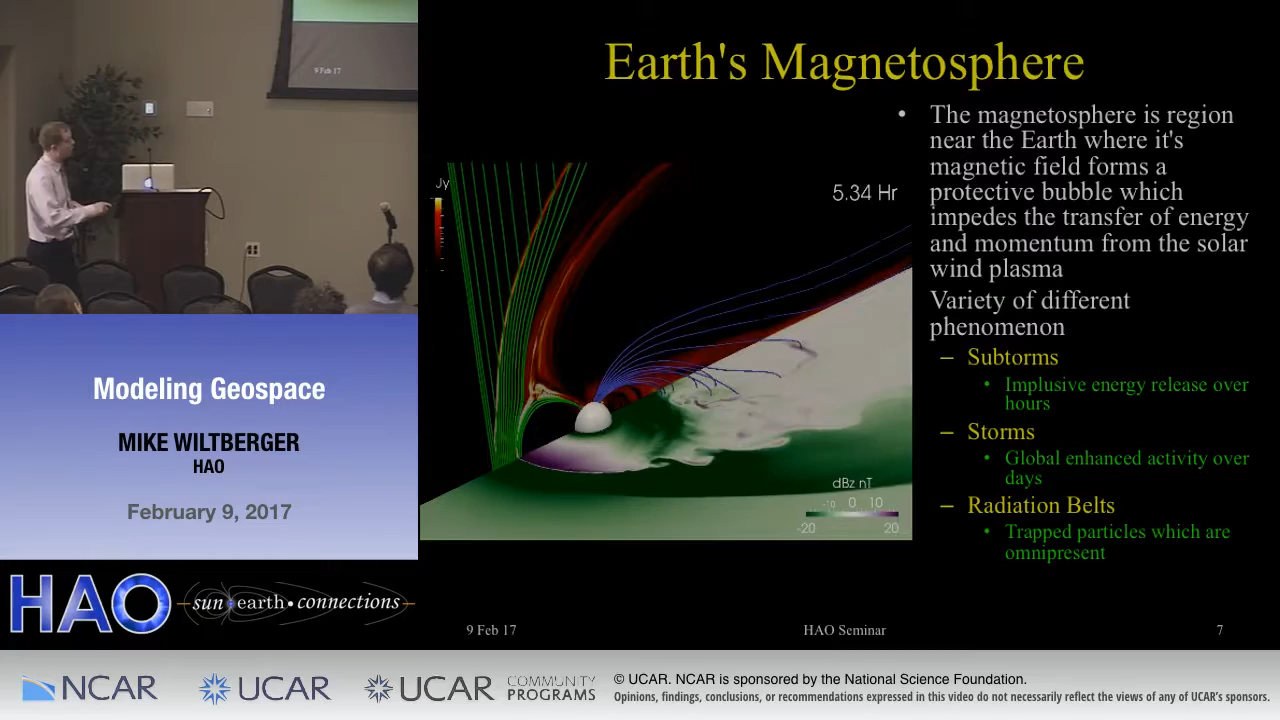 9 Feb 17
Modeling Geospace
MIKE WILTBERGER
HAO
February 9, 2017
HAO
sun earth • connections
Earth's Magnetosphere
• The magnetosphere is region
near the Earth where it's
magnetic field forms a
protective bubble which
impedes the transfer of energy
and momentum from the solar
wind plasma
Variety of different
phenomenon
– Subtorms
• Implusive energy release over
hours
– Storms
• Global enhanced activity over
days
– Radiation Belts
• Trapped particles which are
omnipresent
Jy
5.34 Hr
dBz nT
-10 0 10
-20 20
9 Feb 17
HAO Seminar
7
NCAR
UCAR
UCAR
COMMUNITY
PROGRAMS
© UCAR. NCAR is sponsored by the National Science Foundation.
Opinions, findings, conclusions, or recommendations expressed in this video do not necessarily reflect the views of any of UCAR's sponsors.